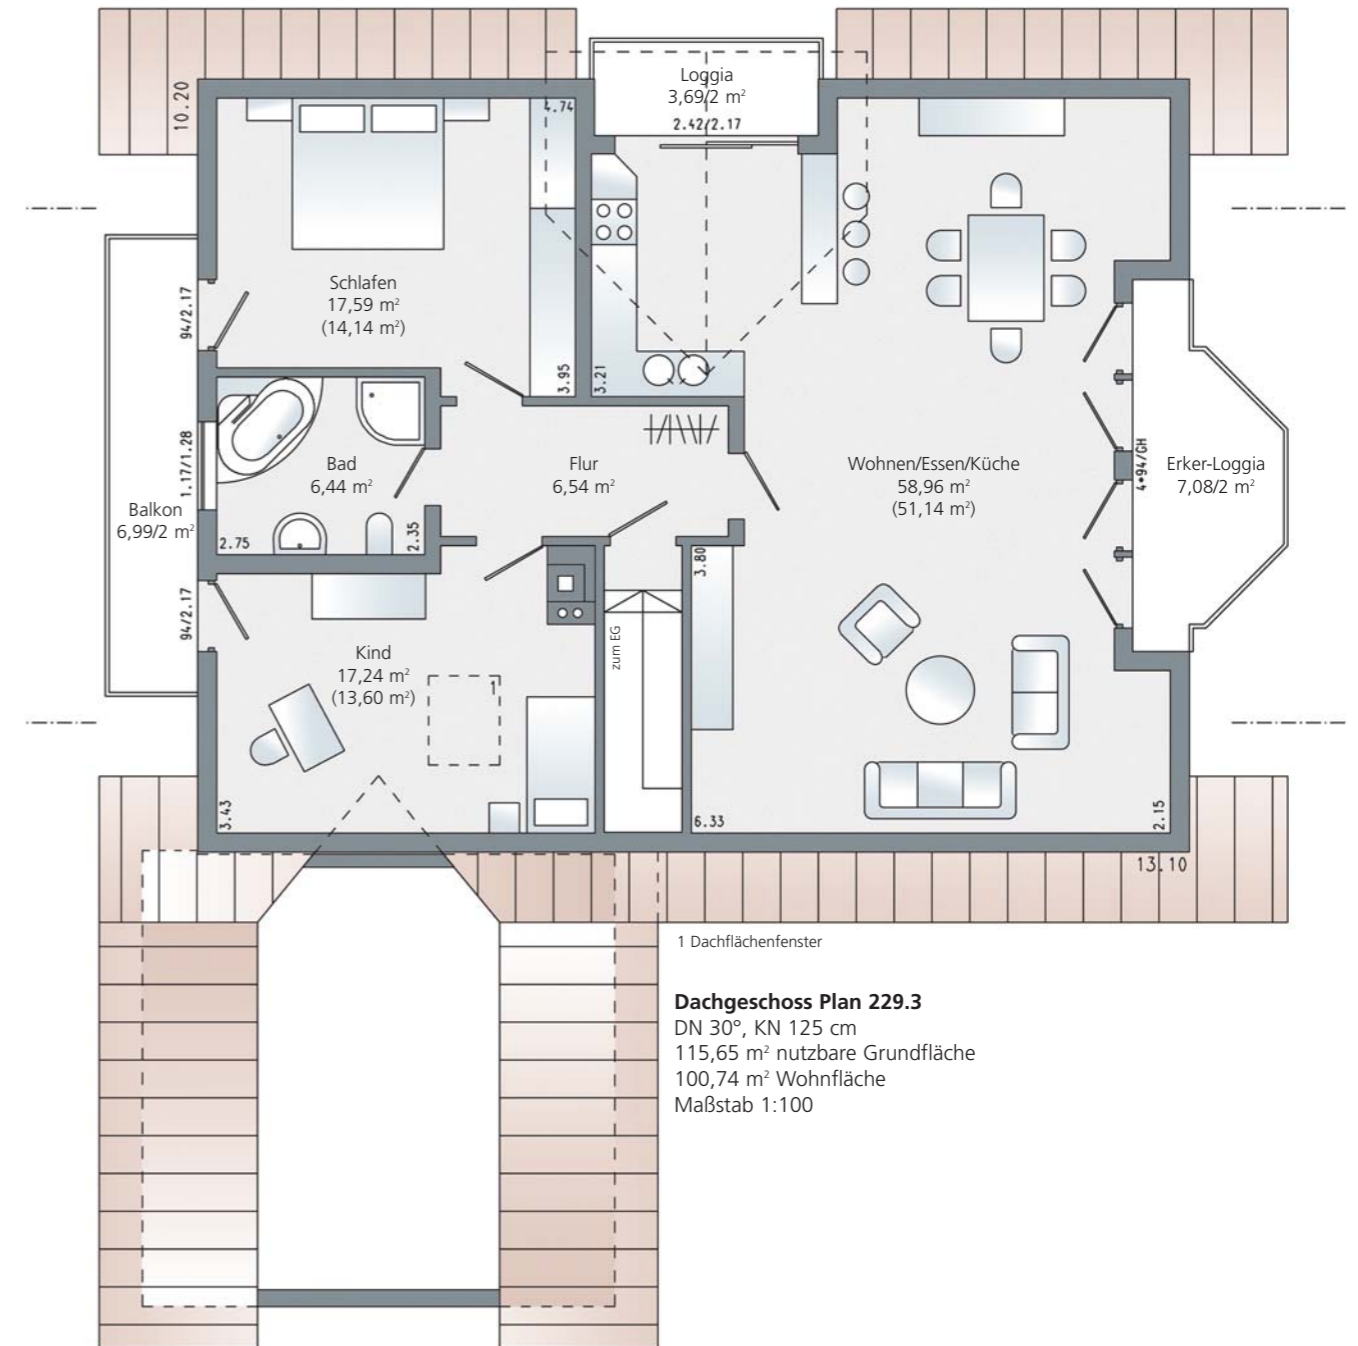 Loggia
3,69/2 m²
2.42/2.17
10.20
4.74
Schlafen
17,59 m²
(14,14 m²)
94/2.17
3.95
3.21
Bad
6,44 m²
1.17/1.28
Balkon
6,99/2 m²
2.75
2.35
Flur
6,54 m²
Wohnen/Essen/Küche
58,96 m²
(51,14 m²)
4*94/GH
Erker-Loggia
7,08/2 m²
94/2.17
3.80
zum EG
Kind
17,24 m²
(13,60 m²)
3.43
6.33
2.15
13.10
1 Dachflächenfenster
Dachgeschoss Plan 229.3
DN 30°, KN 125 cm
115,65 m² nutzbare Grundfläche
100,74 m² Wohnfläche
Maßstab 1:100